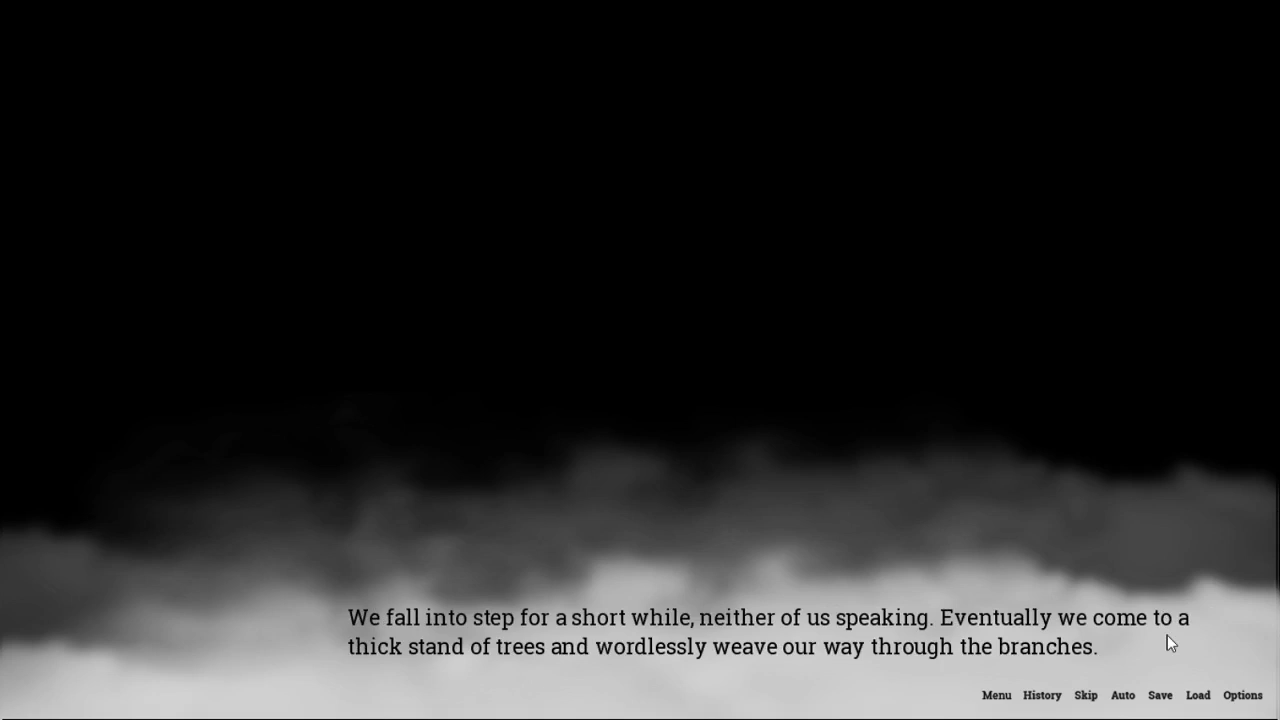 We fall into step for a short while, neither of us speaking. Eventually we come to a
thick stand of trees and wordlessly weave our way through the branches.
Menu History Skip Auto Save Load Options